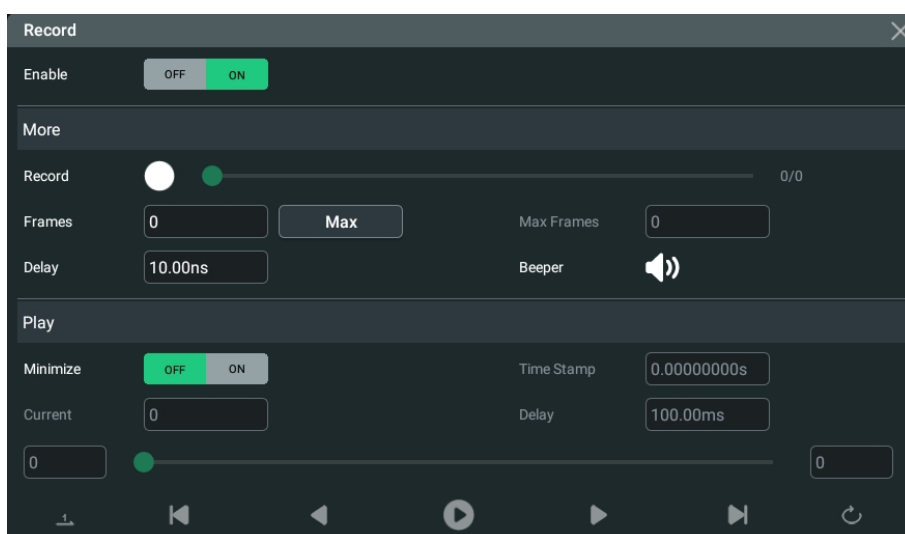 Record
Enable OFF ON
More
Record 0/0
Frames 0 Max Max Frames 0
Delay 10.00ns Beeper
Play
Minimize OFF ON Time Stamp 0.00000000s
Current 0 Delay 100.00ms
0 0
1